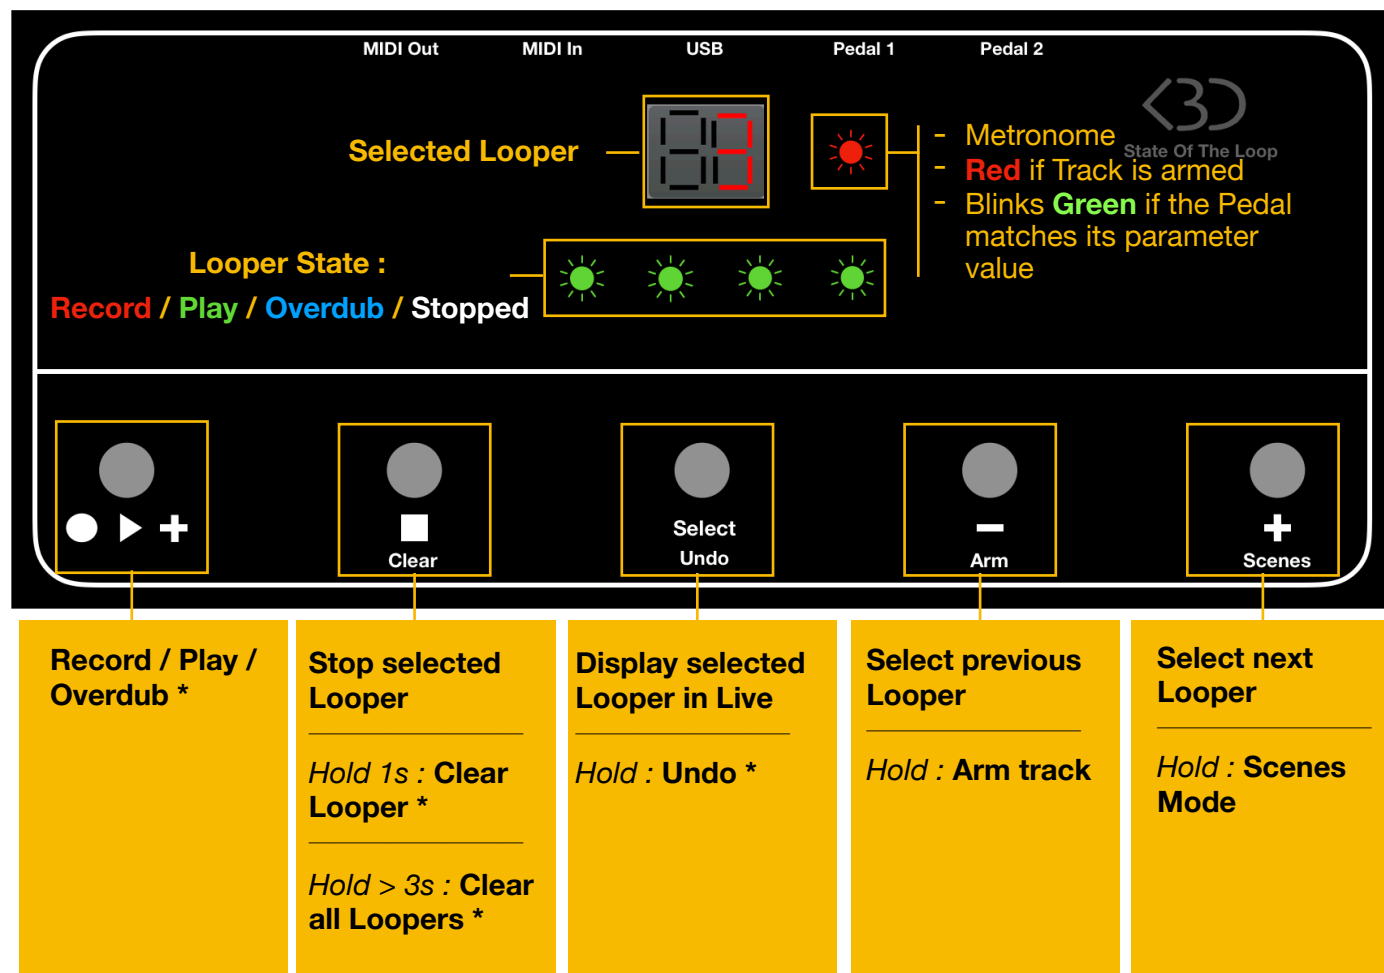 MIDI Out MIDI In USB Pedal 1 Pedal 2
Selected Looper
3
- Metronome
State Of The Loop
- Red if Track is armed
- Blinks Green if the Pedal
matches its parameter
value
Looper State :
Record / Play / Overdub / Stopped
Select
Clear Undo Arm Scenes
Record / Play /
Overdub *
Stop selected
Looper
Hold 1s : Clear
Looper *
Hold > 3s : Clear
all Loopers *
Display selected
Looper in Live
Hold : Undo *
Select previous
Looper
Hold : Arm track
Select next
Looper
Hold : Scenes
Mode